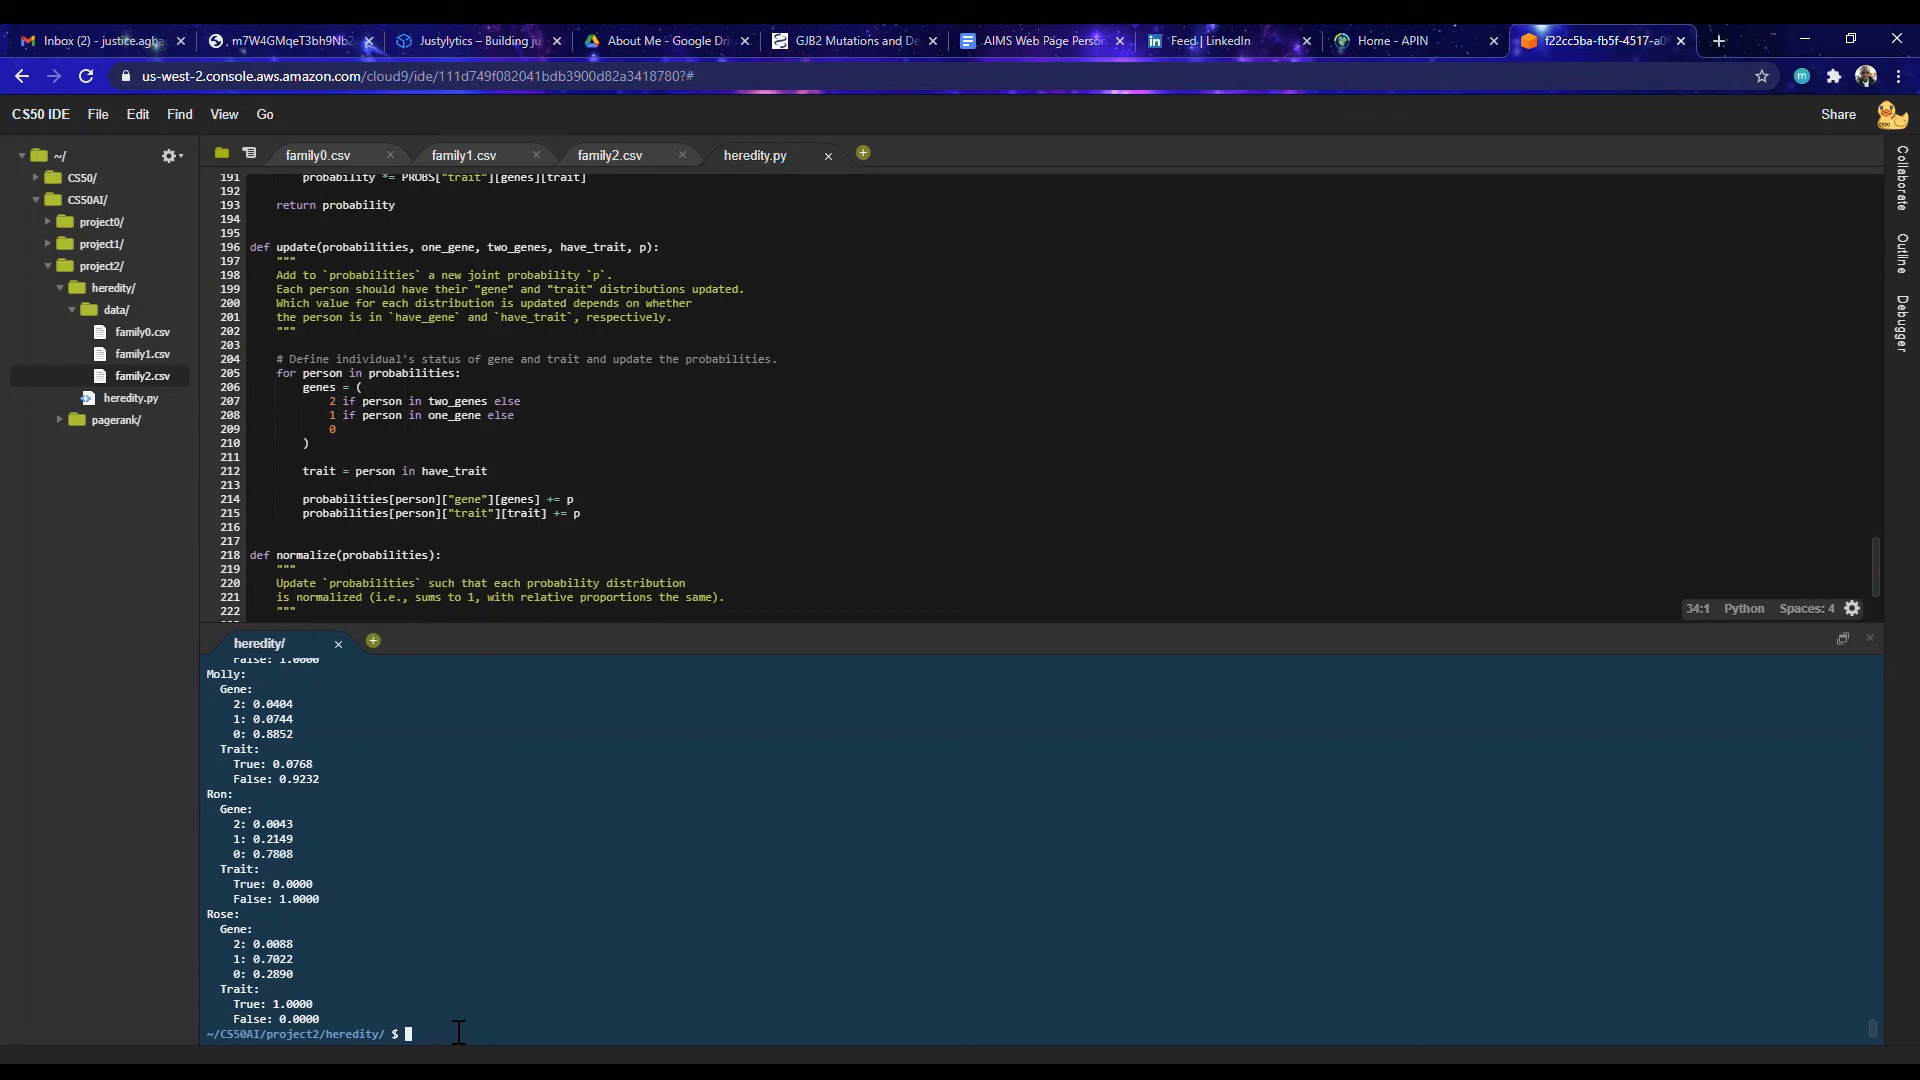 Inbox (2) - justice.agba
m7W4GMqeT3bh9Nb2
Justylytics – Building ju
About Me - Google Dri
GJB2 Mutations and De
AIMS Web Page Person
Feed | LinkedIn
Home - APIN
f22cc5ba-fb5f-4517-a0
us-west-2.console.aws.amazon.com/cloud9/ide/111d749f082041bdb3900d82a3418780?#
CS50 IDE File Edit Find View Go Share
~/
CS50/
CS50AI/
project0/
project1/
project2/
heredity/
data/
family0.csv
family1.csv
family2.csv
heredity.py
pagerank/
family0.csv family1.csv family2.csv heredity.py
191 probability *= PROBS["trait"][genes][trait]
192
193 return probability
194
195
196 def update(probabilities, one_gene, two_genes, have_trait, p):
197 """
198 Add to `probabilities` a new joint probability `p`.
199 Each person should have their "gene" and "trait" distributions updated.
200 Which value for each distribution is updated depends on whether
201 the person is in `have_gene` and `have_trait`, respectively.
202 """
203
204 # Define individual's status of gene and trait and update the probabilities.
205 for person in probabilities:
206 genes = (
207 2 if person in two_genes else
208 1 if person in one_gene else
209 0
210 )
211
212 trait = person in have_trait
213
214 probabilities[person]["gene"][genes] += p
215 probabilities[person]["trait"][trait] += p
216
217
218 def normalize(probabilities):
219 """
220 Update `probabilities` such that each probability distribution
221 is normalized (i.e., sums to 1, with relative proportions the same).
222 """
34:1 Python Spaces: 4
Collaborate
Outline
Debugger
heredity/
False: 1.0000
Molly:
Gene:
2: 0.0404
1: 0.0744
0: 0.8852
Trait:
True: 0.0768
False: 0.9232
Ron:
Gene:
2: 0.0043
1: 0.2149
0: 0.7808
Trait:
True: 0.0000
False: 1.0000
Rose:
Gene:
2: 0.0088
1: 0.7022
0: 0.2890
Trait:
True: 1.0000
False: 0.0000
~/CS50AI/project2/heredity/ $